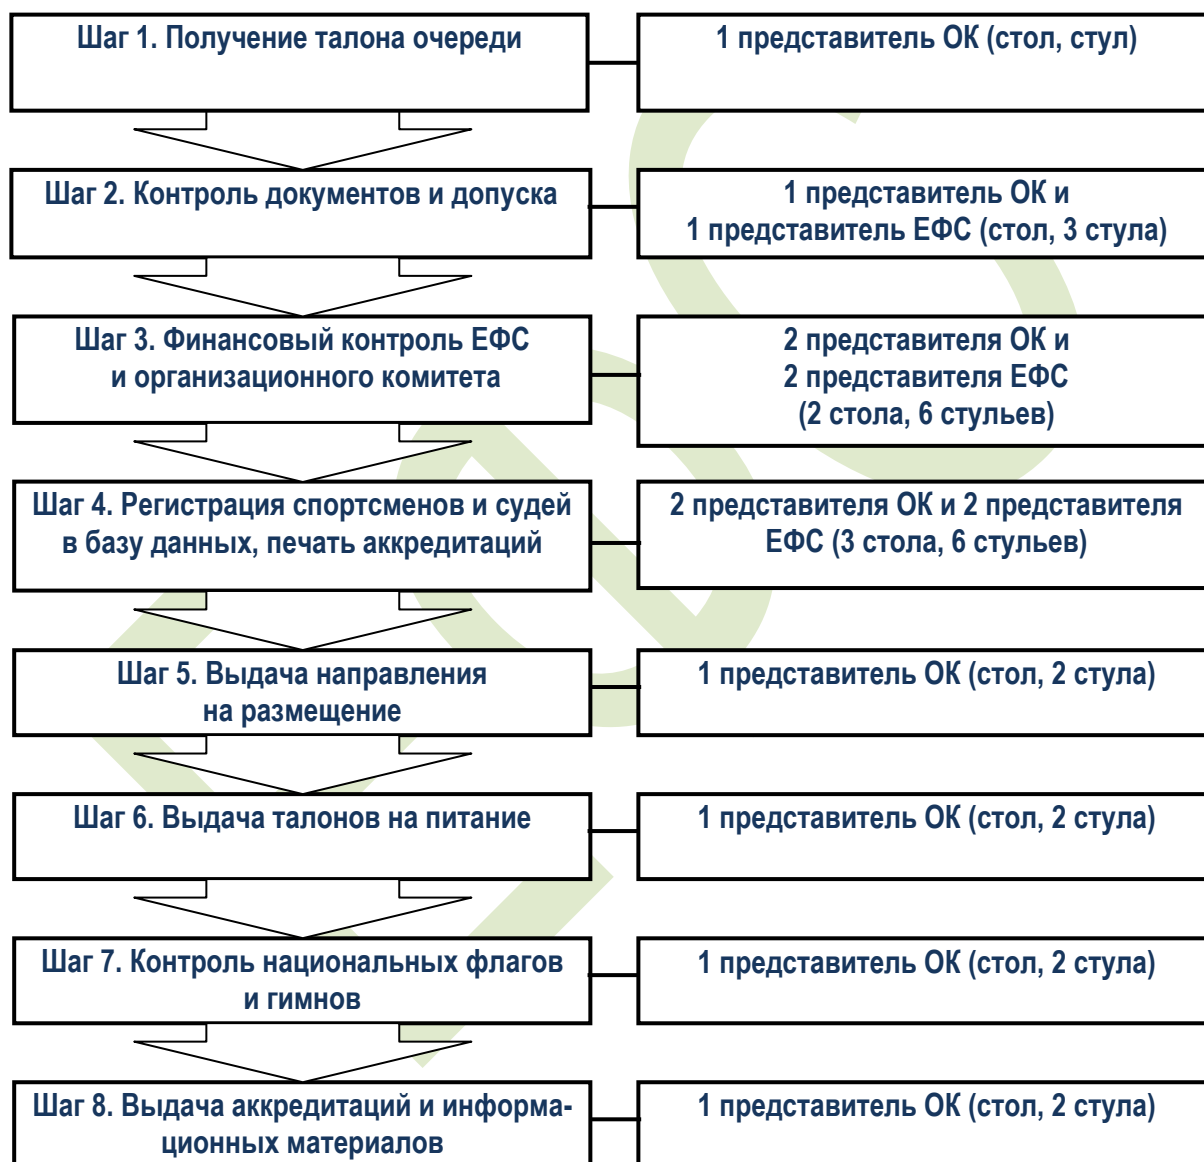 Шаг 1. Получение талона очереди
1 представитель ОК (стол, стул)
Шаг 2. Контроль документов и допуска
1 представитель ОК и
1 представитель ЕФС (стол, 3 стула)
Шаг 3. Финансовый контроль ЕФС
и организационного комитета
2 представителя ОК и
2 представителя ЕФС
(2 стола, 6 стульев)
Шаг 4. Регистрация спортсменов и судей
в базу данных, печать аккредитаций
2 представителя ОК и 2 представителя
ЕФС (3 стола, 6 стульев)
Шаг 5. Выдача направления
на размещение
1 представитель ОК (стол, 2 стула)
Шаг 6. Выдача талонов на питание
1 представитель ОК (стол, 2 стула)
Шаг 7. Контроль национальных флагов
и гимнов
1 представитель ОК (стол, 2 стула)
Шаг 8. Выдача аккредитаций и информа-
ционных материалов
1 представитель ОК (стол, 2 стула)